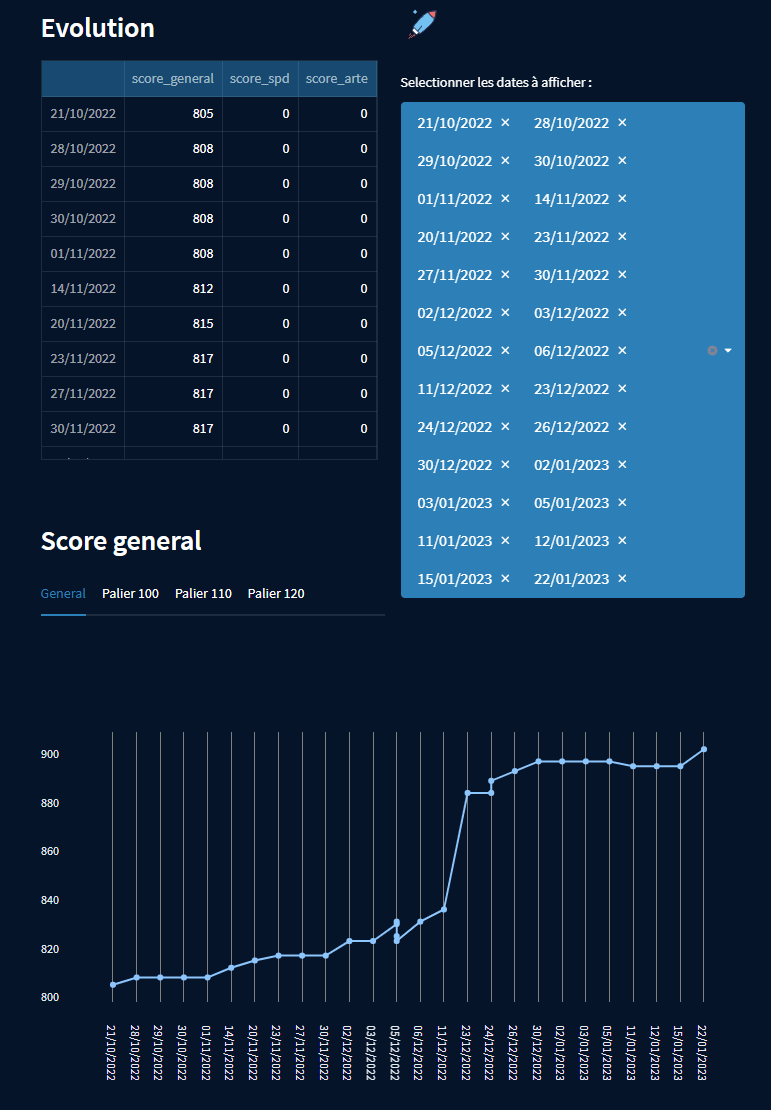 Evolution
score_general score_spd score_arte
21/10/2022 805 0 0
28/10/2022 808 0 0
29/10/2022 808 0 0
30/10/2022 808 0 0
01/11/2022 808 0 0
14/11/2022 812 0 0
20/11/2022 815 0 0
23/11/2022 817 0 0
27/11/2022 817 0 0
30/11/2022 817 0 0
Selectionner les dates à afficher :
21/10/2022 × 28/10/2022 ×
29/10/2022 × 30/10/2022 ×
01/11/2022 × 14/11/2022 ×
20/11/2022 × 23/11/2022 ×
27/11/2022 × 30/11/2022 ×
02/12/2022 × 03/12/2022 ×
05/12/2022 × 06/12/2022 ×
11/12/2022 × 23/12/2022 ×
24/12/2022 × 26/12/2022 ×
30/12/2022 × 02/01/2023 ×
03/01/2023 × 05/01/2023 ×
11/01/2023 × 12/01/2023 ×
15/01/2023 × 22/01/2023 ×
Score general
General Palier 100 Palier 110 Palier 120
900
880
860
840
820
800
21/10/2022
28/10/2022
29/10/2022
30/10/2022
01/11/2022
14/11/2022
20/11/2022
23/11/2022
27/11/2022
30/11/2022
02/12/2022
03/12/2022
05/12/2022
06/12/2022
11/12/2022
23/12/2022
24/12/2022
26/12/2022
30/12/2022
02/01/2023
03/01/2023
05/01/2023
11/01/2023
12/01/2023
15/01/2023
22/01/2023